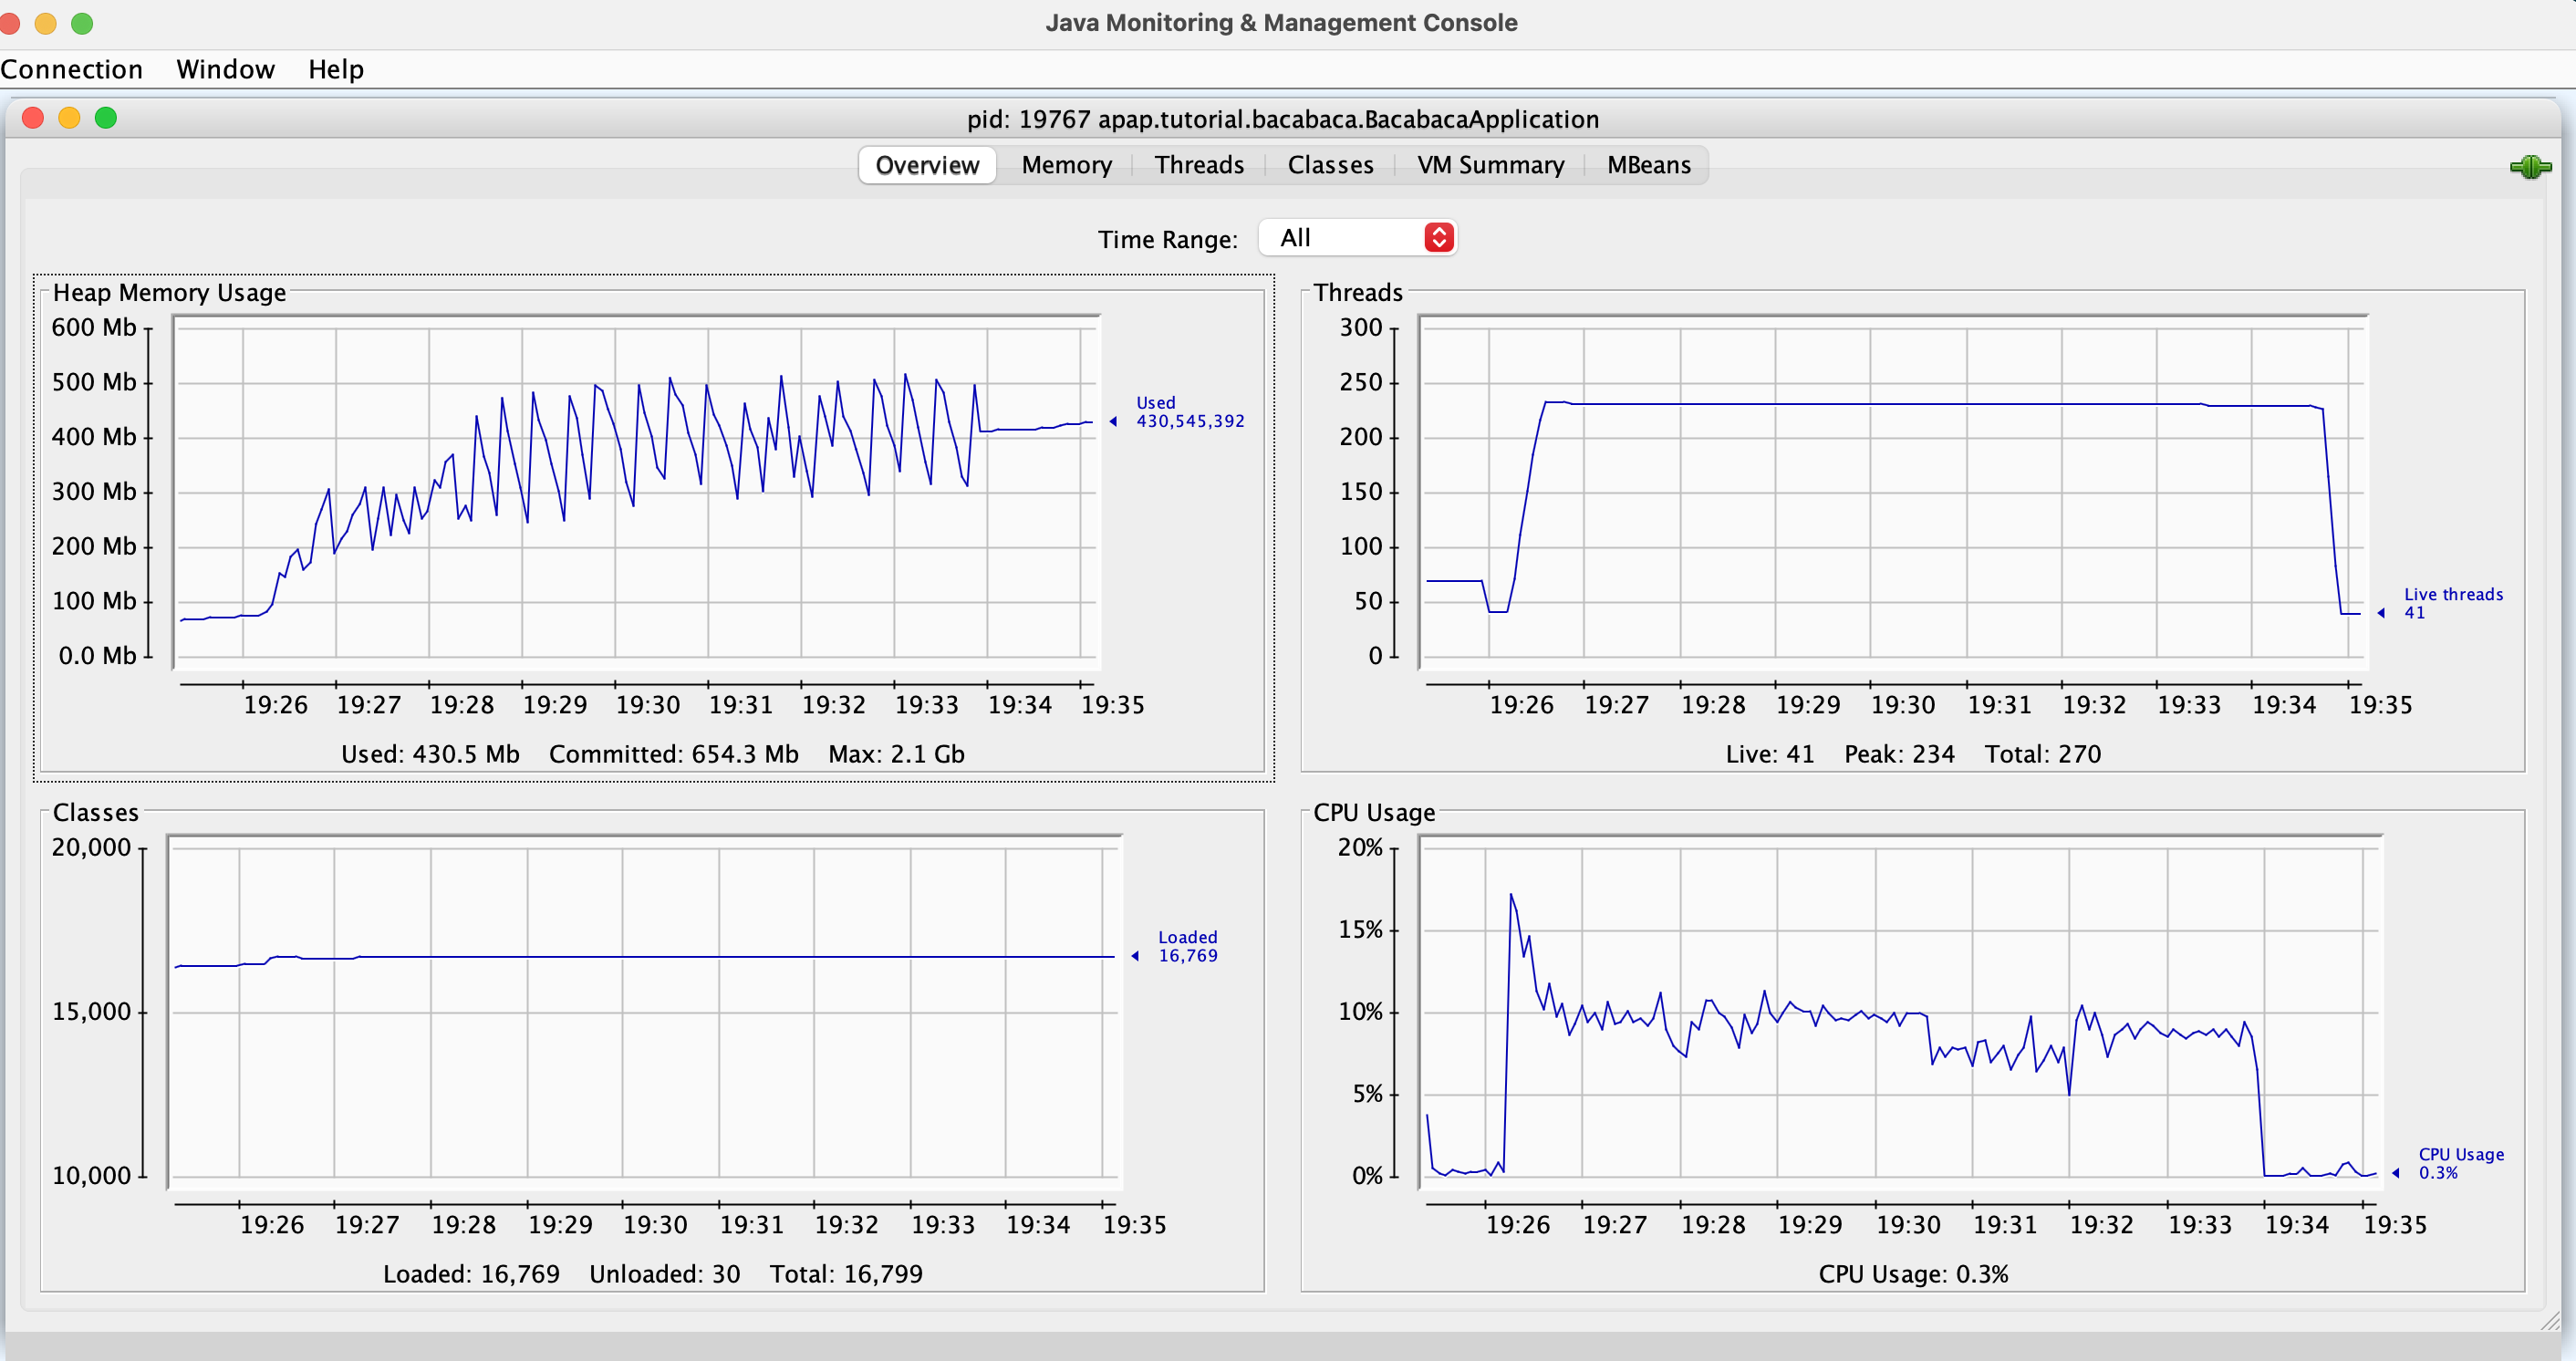 Java Monitoring & Management Console
Connection Window Help
pid: 19767 apap.tutorial.bacabaca.BacabacaApplication
Overview Memory Threads Classes VM Summary MBeans
Time Range: All
Heap Memory Usage
600 Mb
500 Mb
400 Mb
300 Mb
200 Mb
100 Mb
0.0 Mb
Used
430,545,392
19:26 19:27 19:28 19:29 19:30 19:31 19:32 19:33 19:34 19:35
Used: 430.5 Mb Committed: 654.3 Mb Max: 2.1 Gb
Threads
300
250
200
150
100
50
0
Live threads
41
19:26 19:27 19:28 19:29 19:30 19:31 19:32 19:33 19:34 19:35
Live: 41 Peak: 234 Total: 270
Classes
20,000
15,000
10,000
Loaded
16,769
19:26 19:27 19:28 19:29 19:30 19:31 19:32 19:33 19:34 19:35
Loaded: 16,769 Unloaded: 30 Total: 16,799
CPU Usage
20%
15%
10%
5%
0%
CPU Usage
0.3%
19:26 19:27 19:28 19:29 19:30 19:31 19:32 19:33 19:34 19:35
CPU Usage: 0.3%